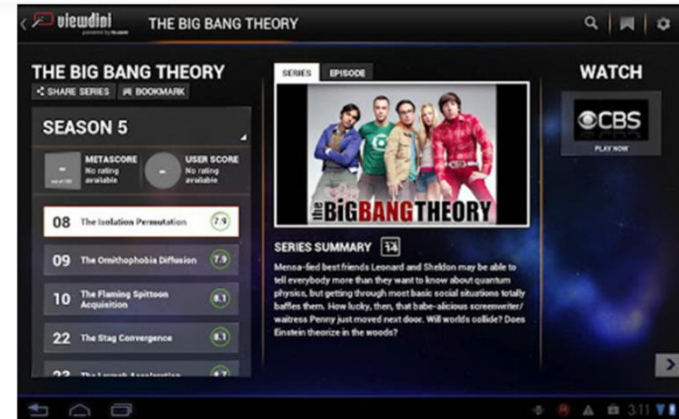 viewdini
THE BIG BANG THEORY
THE BIG BANG THEORY
SHARE SERIES
BOOKMARK
SEASON 5
METASCORE
No rating
available
USER SCORE
No rating
available
08 The Isolation Permutation 7.9
09 The Ornithophobia Diffusion 7.9
10 The Flaming Spittoon
Acquisition 8.1
22 The Stag Convergence 8.1
23 The Launch Acceleration
SERIES
EPISODE
THE BIG BANG THEORY
SERIES SUMMARY 14
Mensa-fied best friends Leonard and Sheldon may be able to
tell everybody more than they want to know about quantum
physics, but getting through most basic social situations totally
baffles them. How lucky, then, that babe-alicious screenwriter/
waitress Penny just moved next door. Will worlds collide? Does
Einstein theorize in the woods?
WATCH
CBS
PLAY NOW
3:11